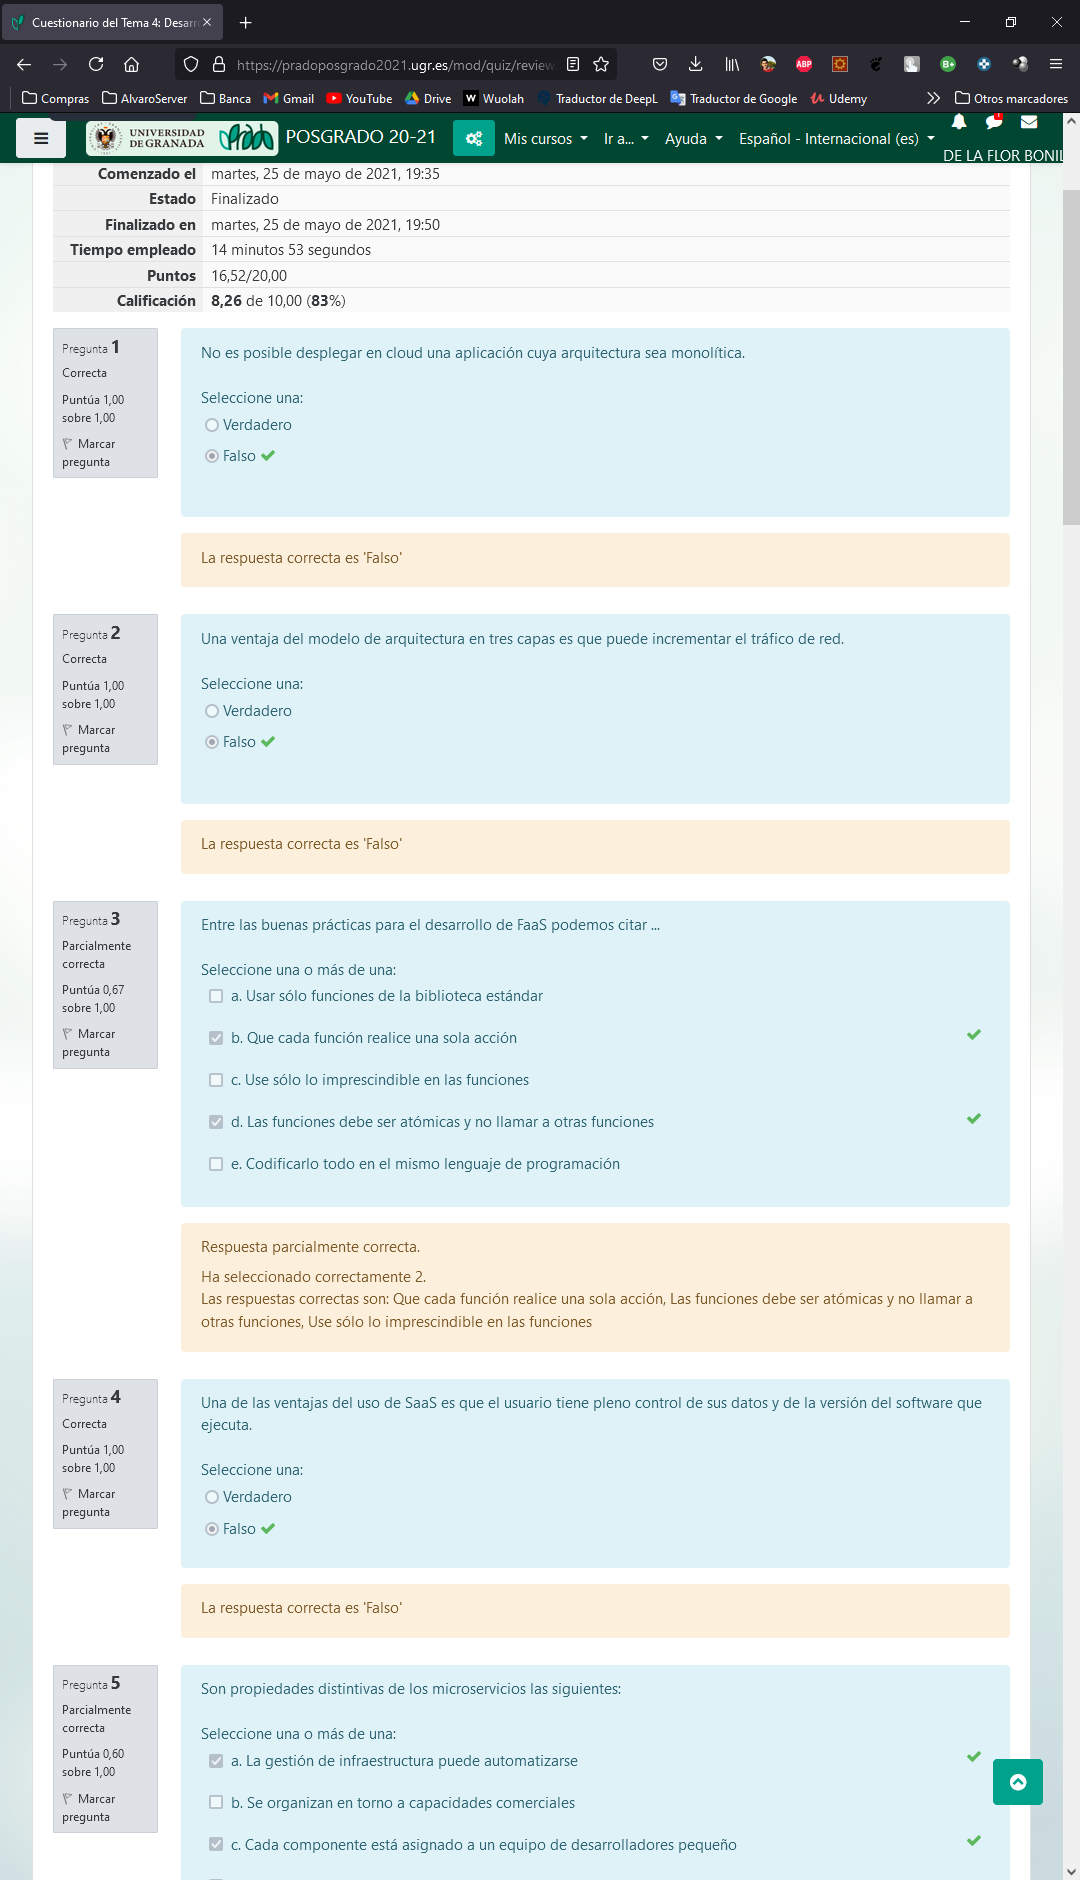 Cuestionario del Tema 4: Desarr
https://pradoposgrado2021.ugr.es/mod/quiz/review
ABP
B+
Compras
AlvaroServer
Banca
Gmail
YouTube
Drive
W Wuolah
Traductor de DeepL
Traductor de Google
Udemy
Otros marcadores
UNIVERSIDAD
DE GRANADA
POSGRADO 20-21
Mis cursos
Ir a...
Ayuda
Español - Internacional (es)
DE LA FLOR BONIL
Comenzado el martes, 25 de mayo de 2021, 19:35
Estado Finalizado
Finalizado en martes, 25 de mayo de 2021, 19:50
Tiempo empleado 14 minutos 53 segundos
Puntos 16,52/20,00
Calificación 8,26 de 10,00 (83%)
Pregunta 1
Correcta
Puntúa 1,00
sobre 1,00
Marcar
pregunta
No es posible desplegar en cloud una aplicación cuya arquitectura sea monolítica.
Seleccione una:
Verdadero
Falso
La respuesta correcta es 'Falso'
Pregunta 2
Correcta
Puntúa 1,00
sobre 1,00
Marcar
pregunta
Una ventaja del modelo de arquitectura en tres capas es que puede incrementar el tráfico de red.
Seleccione una:
Verdadero
Falso
La respuesta correcta es 'Falso'
Pregunta 3
Parcialmente
correcta
Puntúa 0,67
sobre 1,00
Marcar
pregunta
Entre las buenas prácticas para el desarrollo de FaaS podemos citar ...
Seleccione una o más de una:
a. Usar sólo funciones de la biblioteca estándar
b. Que cada función realice una sola acción
c. Use sólo lo imprescindible en las funciones
d. Las funciones debe ser atómicas y no llamar a otras funciones
e. Codificarlo todo en el mismo lenguaje de programación
Respuesta parcialmente correcta.
Ha seleccionado correctamente 2.
Las respuestas correctas son: Que cada función realice una sola acción, Las funciones debe ser atómicas y no llamar a
otras funciones, Use sólo lo imprescindible en las funciones
Pregunta 4
Correcta
Puntúa 1,00
sobre 1,00
Marcar
pregunta
Una de las ventajas del uso de SaaS es que el usuario tiene pleno control de sus datos y de la versión del software que
ejecuta.
Seleccione una:
Verdadero
Falso
La respuesta correcta es 'Falso'
Pregunta 5
Parcialmente
correcta
Puntúa 0,60
sobre 1,00
Marcar
pregunta
Son propiedades distintivas de los microservicios las siguientes:
Seleccione una o más de una:
a. La gestión de infraestructura puede automatizarse
b. Se organizan en torno a capacidades comerciales
c. Cada componente está asignado a un equipo de desarrolladores pequeño